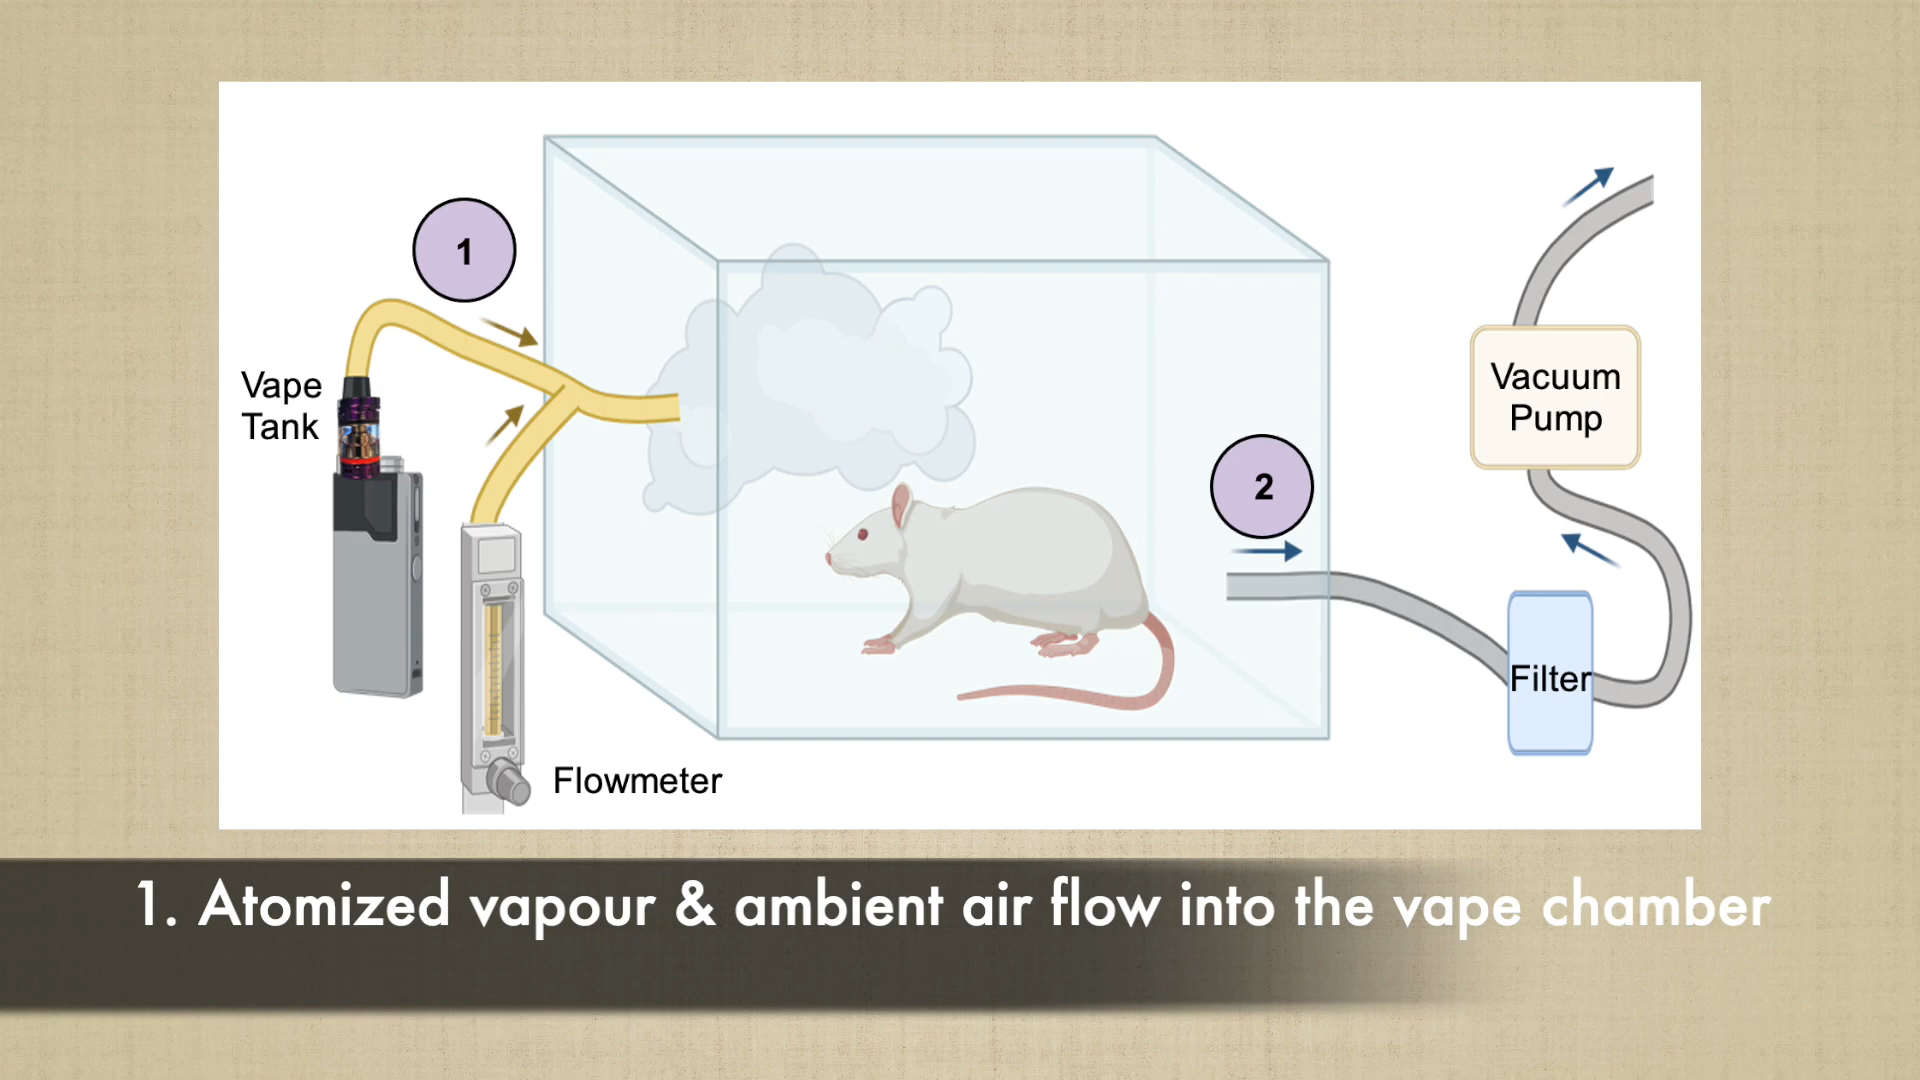 1
Vape
Tank
Flowmeter
2
Vacuum
Pump
Filter
1. Atomized vapour & ambient air flow into the vape chamber